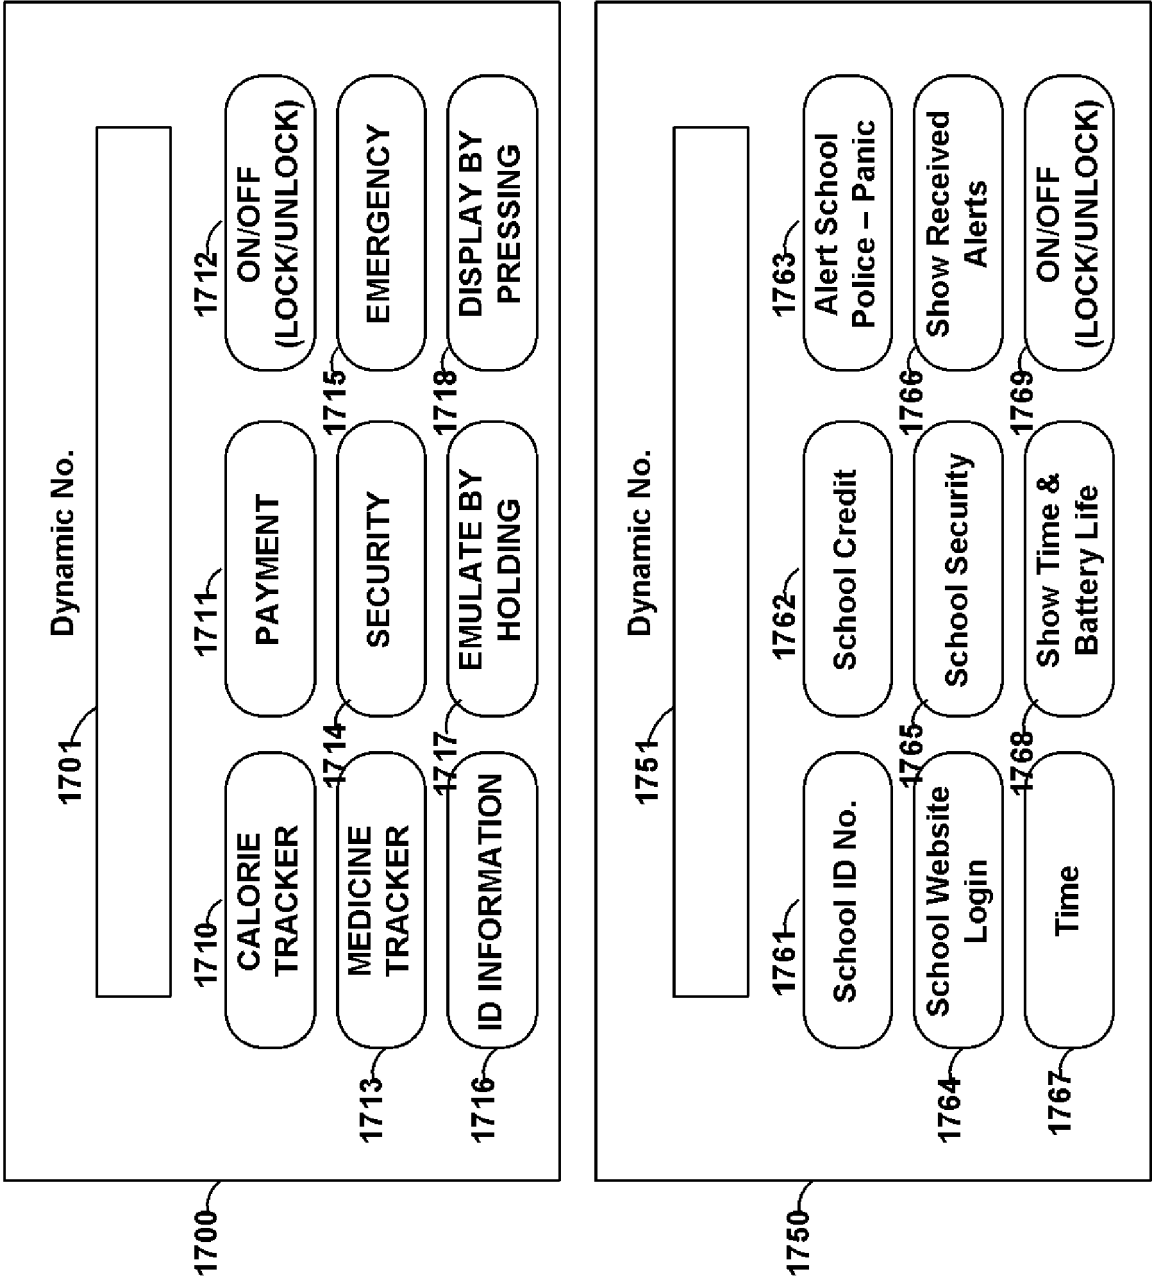 1700
Dynamic No.
1701
1710
CALORIE
TRACKER
1711
PAYMENT
1712
ON/OFF
(LOCK/UNLOCK)
1713
MEDICINE
TRACKER
1714
SECURITY
1715
EMERGENCY
1716
ID INFORMATION
1717
EMULATE BY
HOLDING
1718
DISPLAY BY
PRESSING
1750
Dynamic No.
1751
1761
School ID No.
1762
School Credit
1763
Alert School
Police – Panic
1764
School Website
Login
1765
School Security
1766
Show Received
Alerts
1767
Time
1768
Show Time &
Battery Life
1769
ON/OFF
(LOCK/UNLOCK)